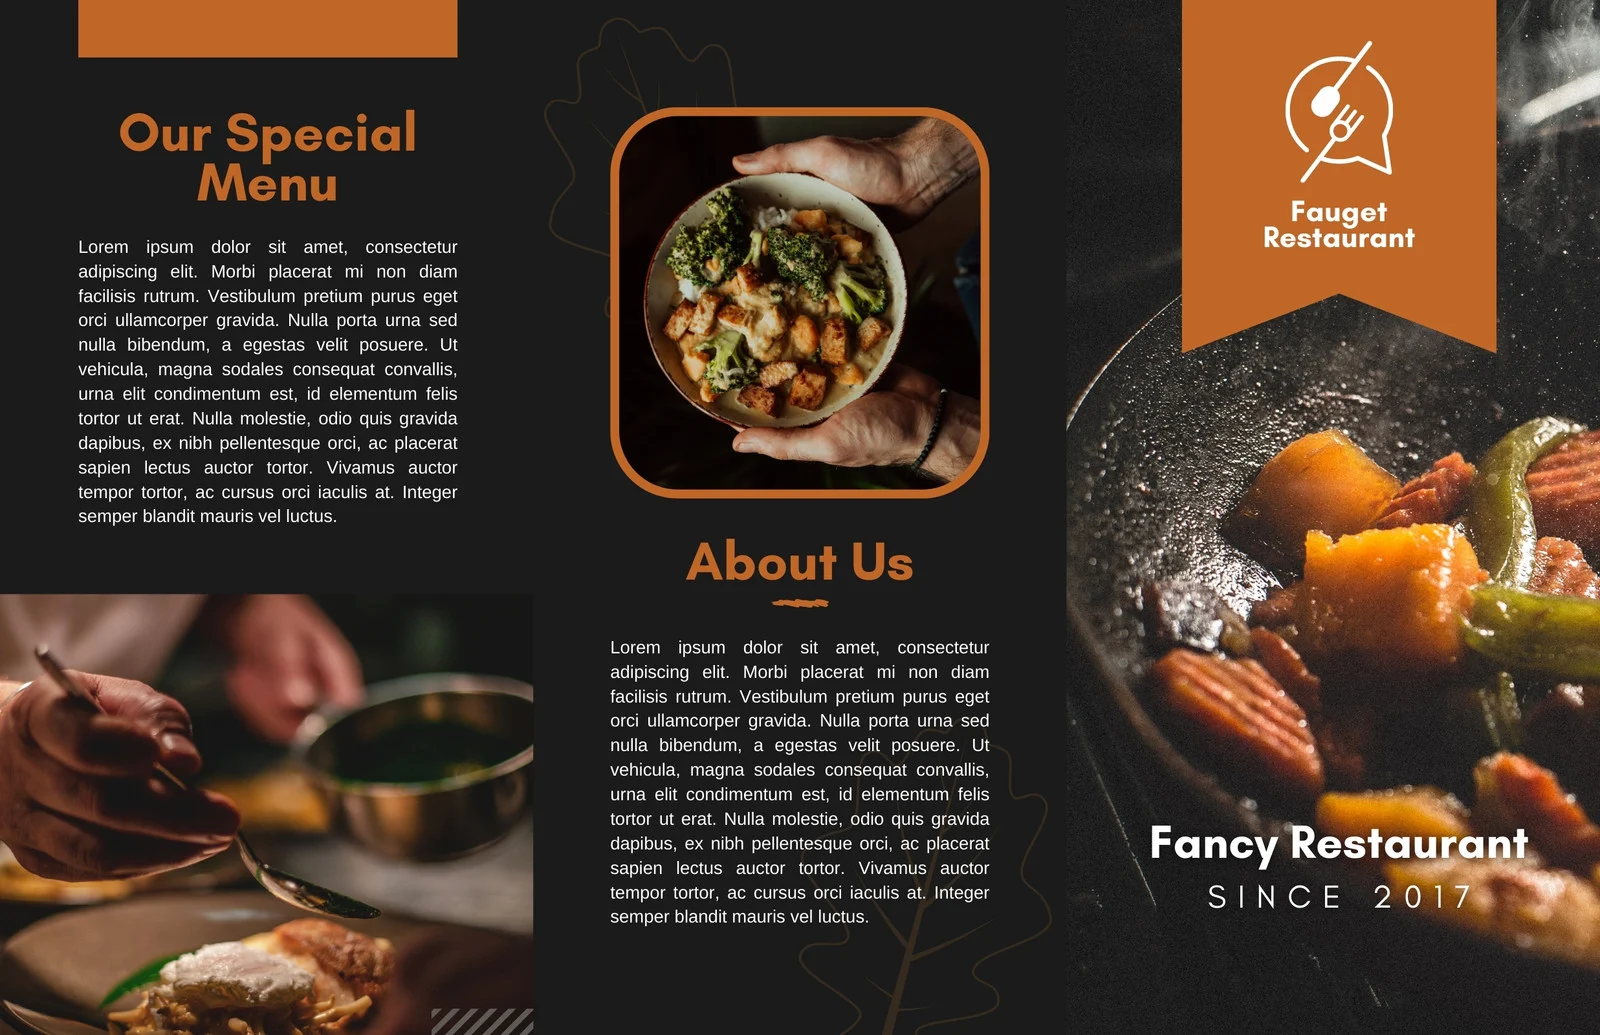 Our Special
Menu
Lorem ipsum dolor sit amet, consectetur
adipiscing elit. Morbi placerat mi non diam
facilisis rutrum. Vestibulum pretium purus eget
orci ullamcorper gravida. Nulla porta urna sed
nulla bibendum, a egestas velit posuere. Ut
vehicula, magna sodales consequat convallis,
urna elit condimentum est, id elementum felis
tortor ut erat. Nulla molestie, odio quis gravida
dapibus, ex nibh pellentesque orci, ac placerat
sapien lectus auctor tortor. Vivamus auctor
tempor tortor, ac cursus orci iaculis at. Integer
semper blandit mauris vel luctus.
About Us
Lorem ipsum dolor sit amet, consectetur
adipiscing elit. Morbi placerat mi non diam
facilisis rutrum. Vestibulum pretium purus eget
orci ullamcorper gravida. Nulla porta urna sed
nulla bibendum, a egestas velit posuere. Ut
vehicula, magna sodales consequat convallis,
urna elit condimentum est, id elementum felis
tortor ut erat. Nulla molestie, odio quis gravida
dapibus, ex nibh pellentesque orci, ac placerat
sapien lectus auctor tortor. Vivamus auctor
tempor tortor, ac cursus orci iaculis at. Integer
semper blandit mauris vel luctus.
Fauget
Restaurant
Fancy Restaurant
SINCE 2017